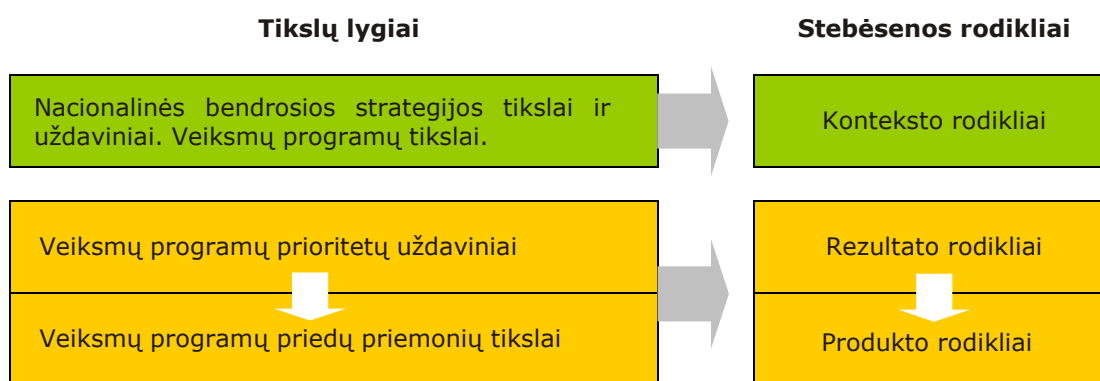 Tikslų lygiai
Stebėsenos rodikliai
Nacionalinės bendrosios strategijos tikslai ir
uždaviniai. Veiksmų programų tikslai.
Konteksto rodikliai
Veiksmų programų prioritetų uždaviniai
Rezultato rodikliai
Veiksmų programų priedų priemonių tikslai
Produkto rodikliai